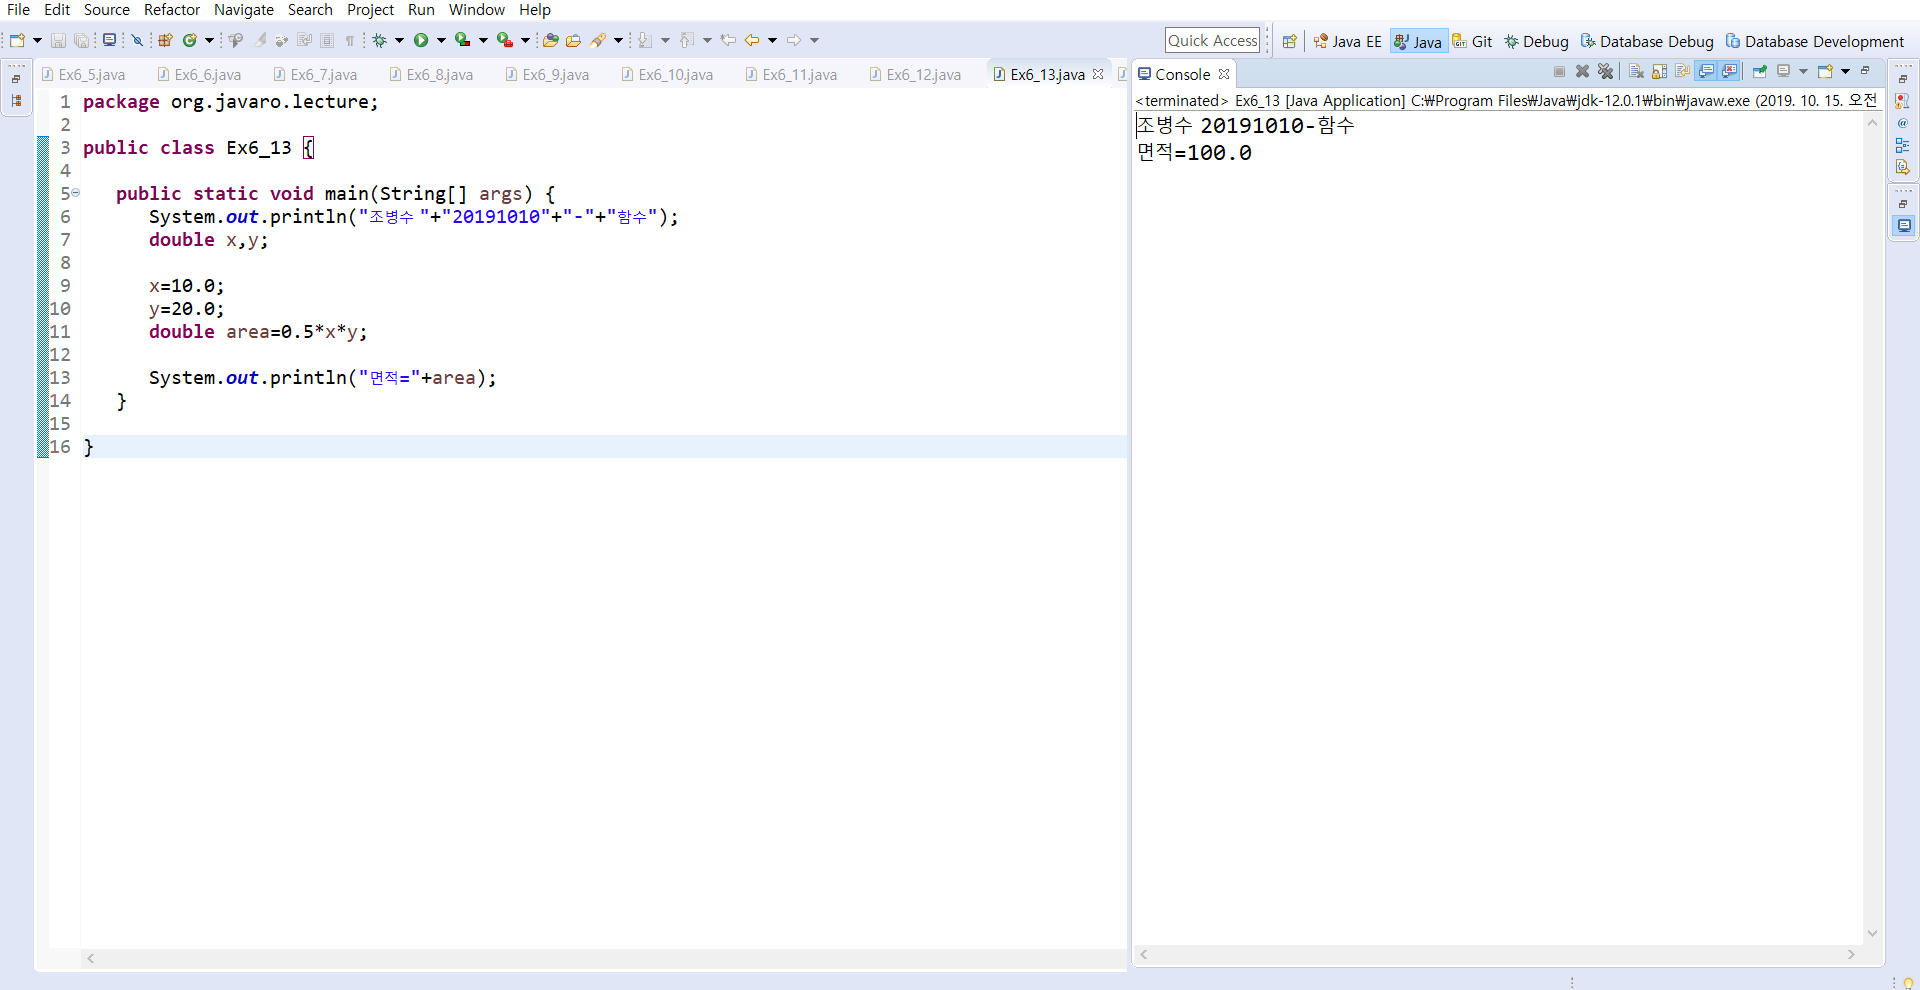 File Edit Source Refactor Navigate Search Project Run Window Help
Quick Access Java EE Java Git Debug Database Debug Database Development
Ex6_5.java Ex6_6.java Ex6_7.java Ex6_8.java Ex6_9.java Ex6_10.java Ex6_11.java Ex6_12.java Ex6_13.java
Console
<terminated> Ex6_13 [Java Application] C:₩Program Files₩Java₩jdk-12.0.1₩bin₩javaw.exe (2019. 10. 15. 오전
1 package org.javaro.lecture;
2
3 public class Ex6_13 {
4
5 public static void main(String[] args) {
6 System.out.println("조병수 "+"20191010"+"-"+"함수");
7 double x,y;
8
9 x=10.0;
10 y=20.0;
11 double area=0.5*x*y;
12
13 System.out.println("면적="+area);
14 }
15
16 }
조병수 20191010-함수
면적=100.0